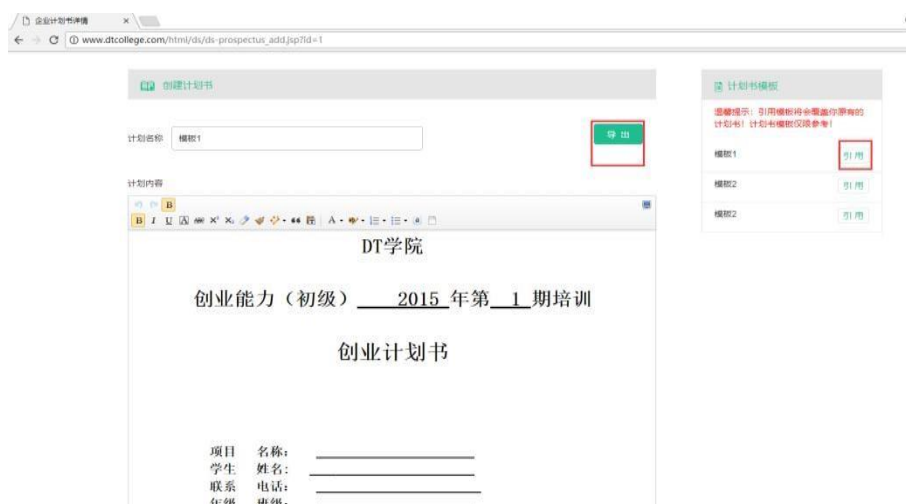 企业计划书详情
www.dtcollege.com/html/ds/ds-prospectus_add.jsp?id=1
创建计划书
计划名称 模板1
导 出
计划内容
DT学院
创业能力（初级） 2015 年第 1 期培训
创业计划书
项目 名称：
学生 姓名：
联系 电话：
年级 班级：
计划书模板
温馨提示：引用模板将会覆盖你原有的
计划书！计划书模板仅限参考！
模板1 引 用
模板2 引 用
模板2 引 用